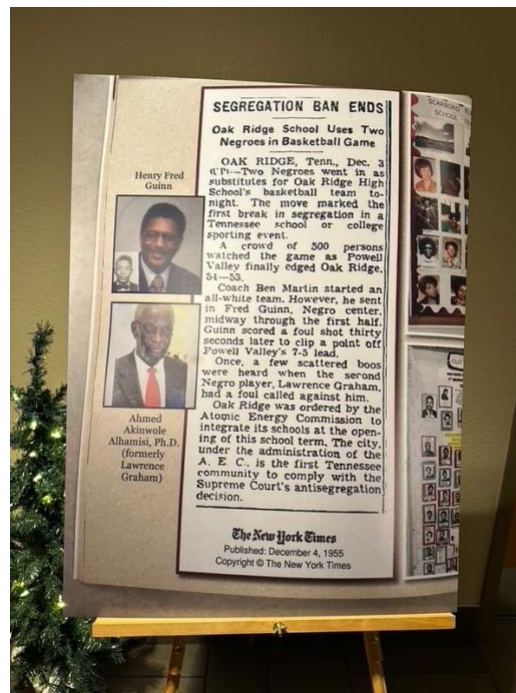 SEGREGATION BAN ENDS
Oak Ridge School Uses Two
Negroes in Basketball Game
OAK RIDGE, Tenn., Dec. 3
—Two Negroes went in as
substitutes for Oak Ridge High
School's basketball team to-
night. The move marked the
first break in segregation in a
Tennessee school or college
sporting event.
A crowd of 500 persons
watched the game as Powell
Valley finally edged Oak Ridge,
54—53.
Coach Ben Martin started an
all-white team. However, he sent
in Fred Guinn, Negro center,
midway through the first half.
Guinn scored a foul shot thirty
seconds later to clip a point off
Powell Valley's 7-5 lead.
Once, a few scattered boos
were heard when the second
Negro player, Lawrence Graham,
had a foul called against him.
Oak Ridge was ordered by the
Atomic Energy Commission to
integrate its schools at the open-
ing of this school term. The city,
under the administration of the
A. E. C., is the first Tennessee
community to comply with the
Supreme Court's antisegregation
decision.
The New York Times
Published: December 4, 1955
Copyright © The New York Times
Henry Fred
Guinn
Ahmed
Akinwole
Alhamisi, Ph.D.
(formerly
Lawrence
Graham)
SCARBORO
SCHOOL